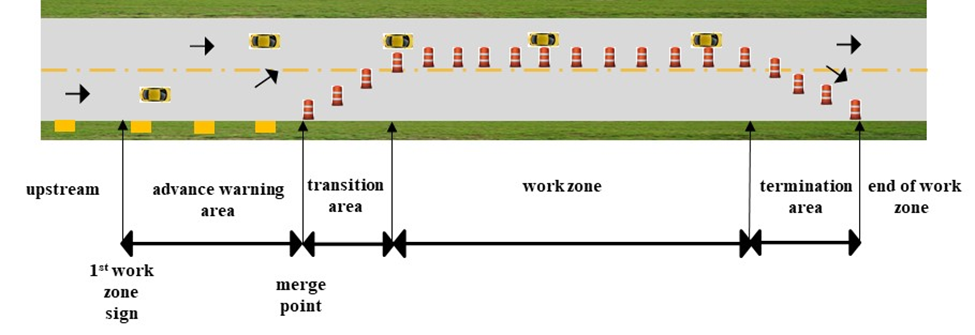 upstream
advance warning
area
transition
area
work zone
termination
area
end of work
zone
1st work
zone
sign
merge
point